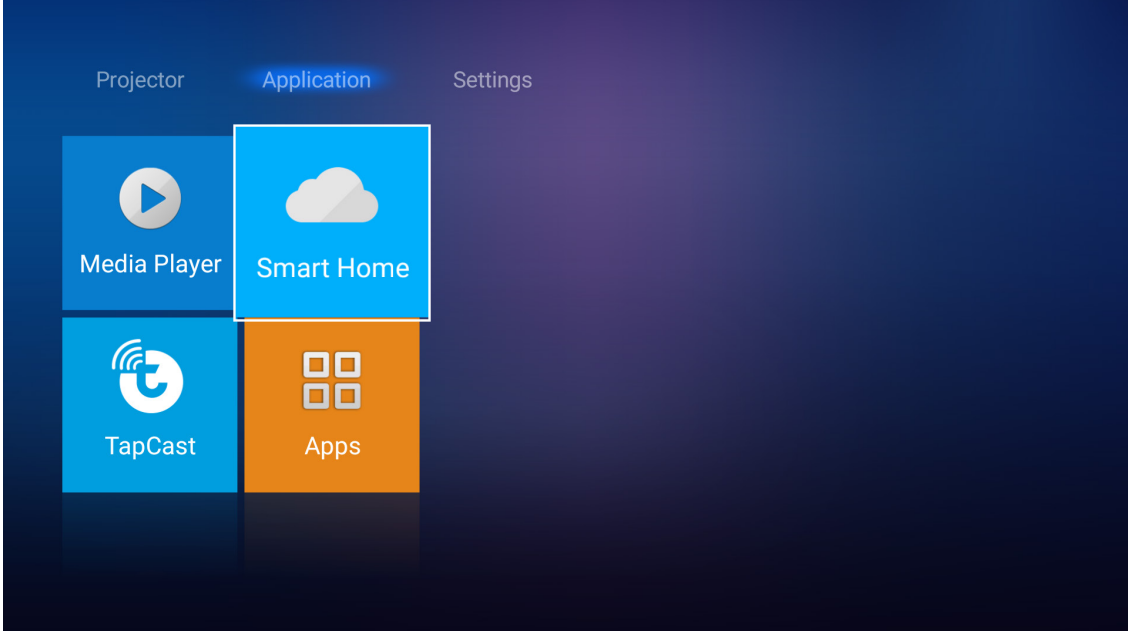 Projector
Application
Settings
Media Player
Smart Home
TapCast
Apps